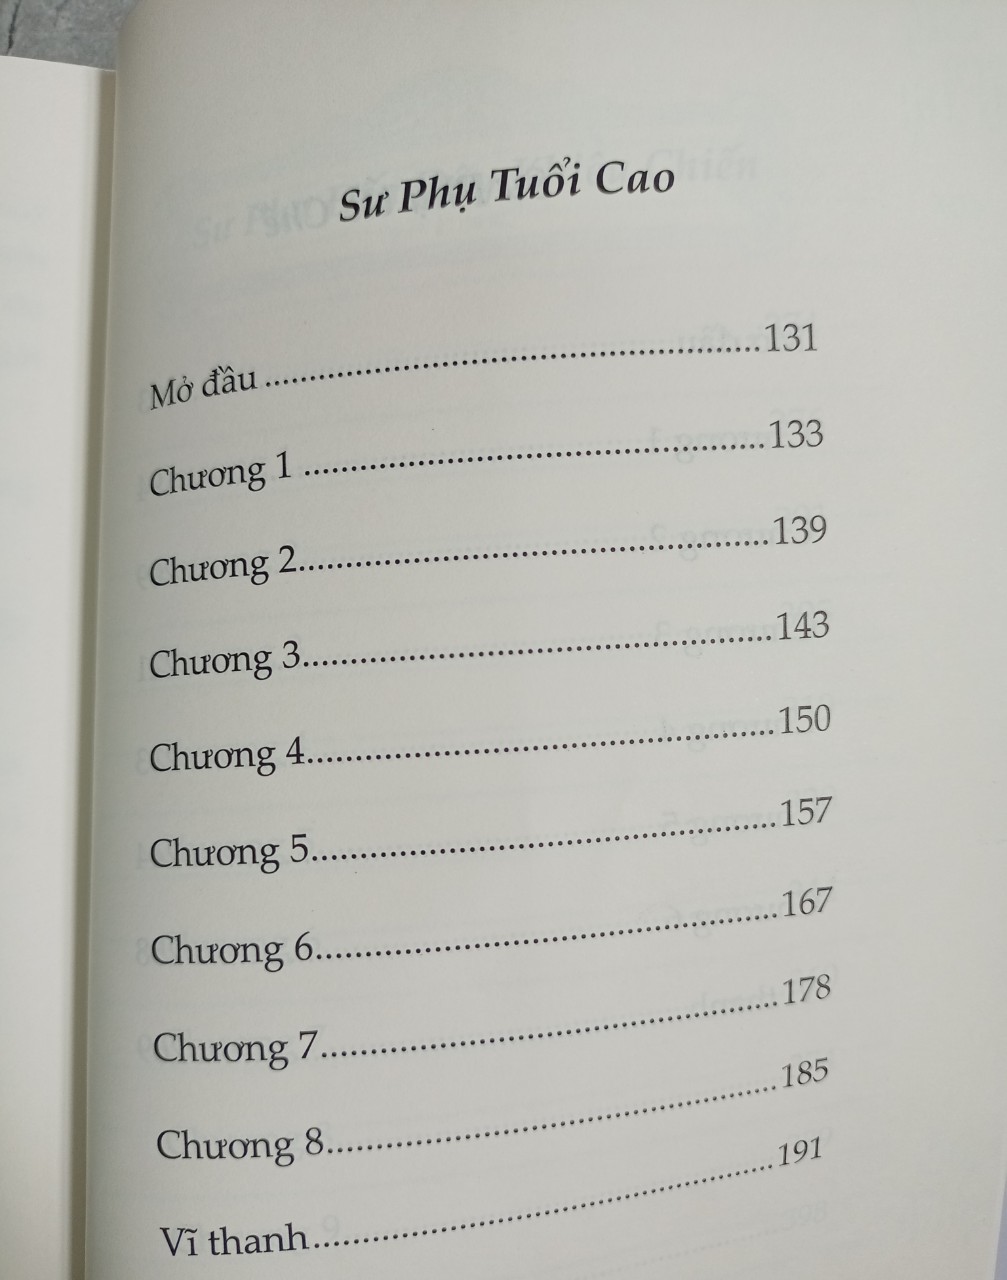 Sư Phụ Tuổi Cao
Mở đầu ..................................................131
Chương 1 ..................................................133
Chương 2..................................................139
Chương 3..................................................143
Chương 4..................................................150
Chương 5..................................................157
Chương 6..................................................167
Chương 7..................................................178
Chương 8..................................................185
Vĩ thanh..................................................191